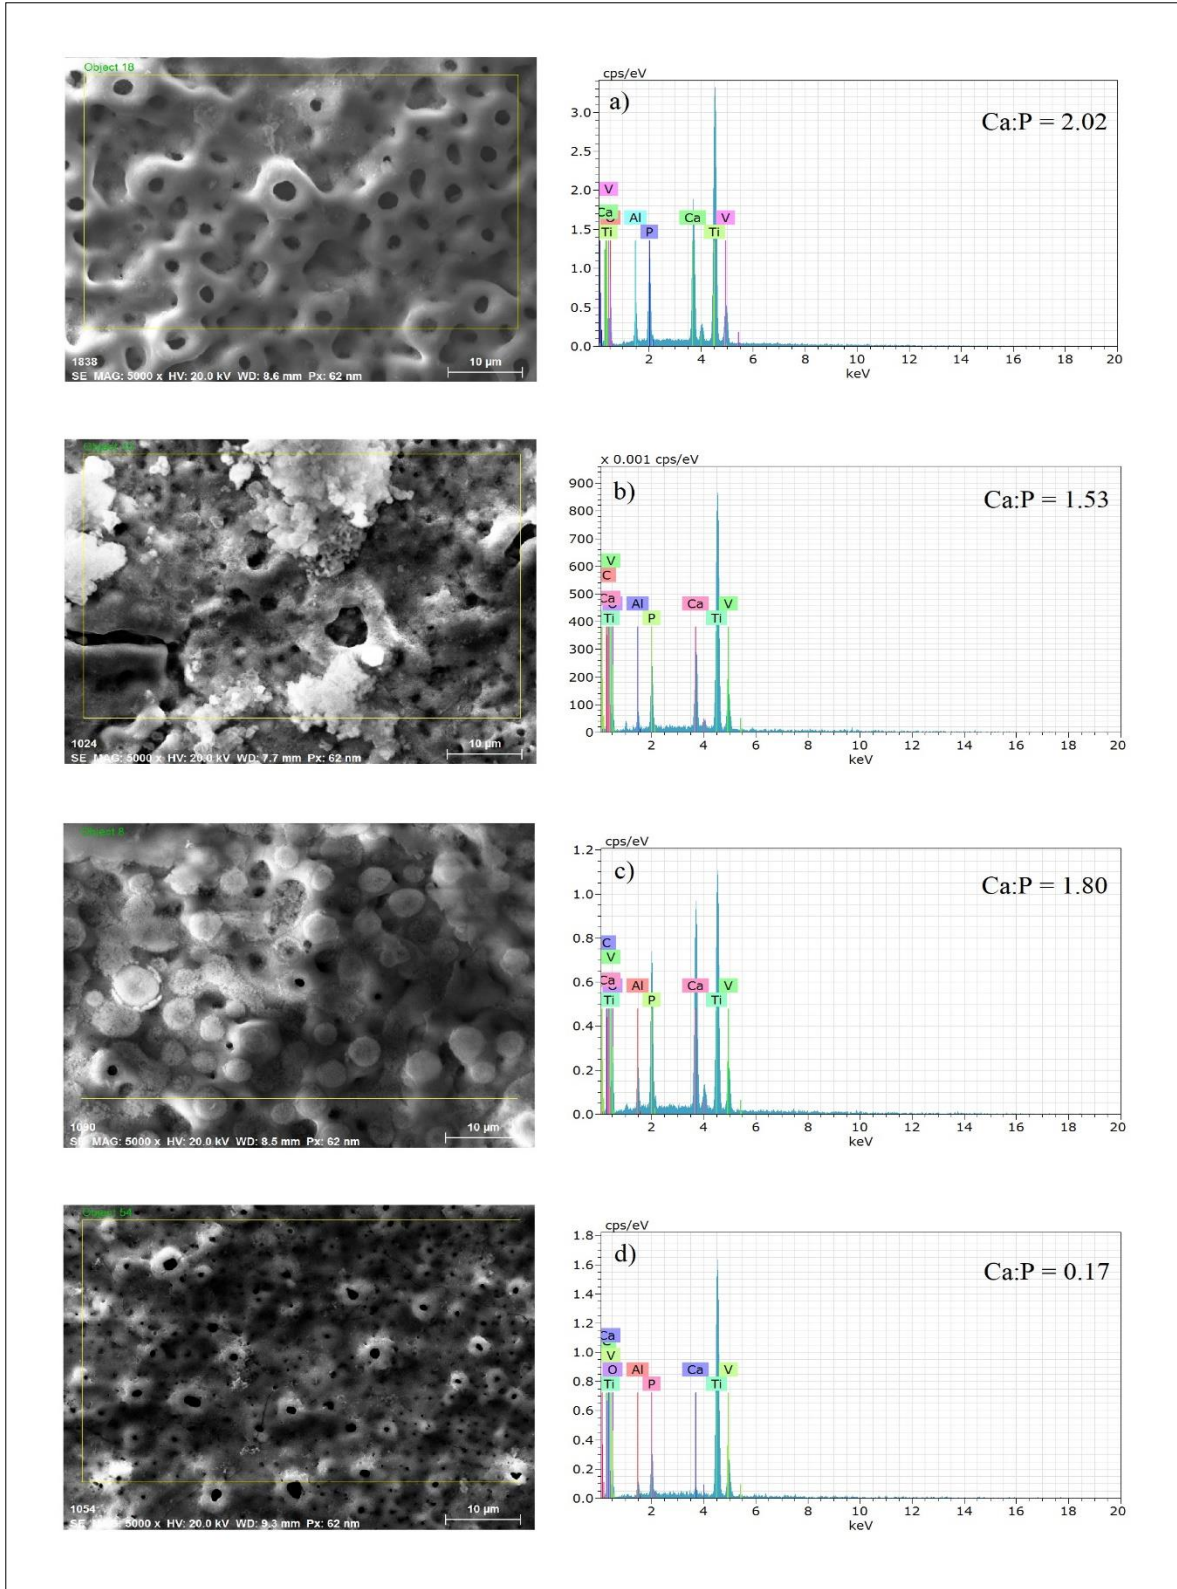 Object 18
1838
SE MAG: 5000 x HV: 20.0 kV WD: 8.6 mm Px: 62 nm
10 µm
cps/eV
a)
Ca:P = 2.02
3.0
2.5
2.0
1.5
1.0
0.5
0.0
V
Ca
Ti
Al
P
Ca
Ti
V
2 4 6 8 10 12 14 16 18 20
keV
1024
SE MAG: 5000 x HV: 20.0 kV WD: 7.7 mm Px: 62 nm
10 µm
x 0.001 cps/eV
b)
Ca:P = 1.53
900
800
700
600
500
400
300
200
100
0
V
C
Ca
Ti
Al
P
Ca
Ti
V
2 4 6 8 10 12 14 16 18 20
keV
Object 8
1090
SE MAG: 5000 x HV: 20.0 kV WD: 8.5 mm Px: 62 nm
10 µm
cps/eV
c)
Ca:P = 1.80
1.2
1.0
0.8
0.6
0.4
0.2
0.0
C
V
Ca
Ti
Al
P
Ca
Ti
V
2 4 6 8 10 12 14 16 18 20
keV
Object 54
1054
SE MAG: 5000 x HV: 20.0 kV WD: 9.3 mm Px: 62 nm
10 µm
cps/eV
d)
Ca:P = 0.17
1.8
1.6
1.4
1.2
1.0
0.8
0.6
0.4
0.2
0.0
Ca
V
O
Ti
Al
P
Ca
Ti
V
2 4 6 8 10 12 14 16 18 20
keV